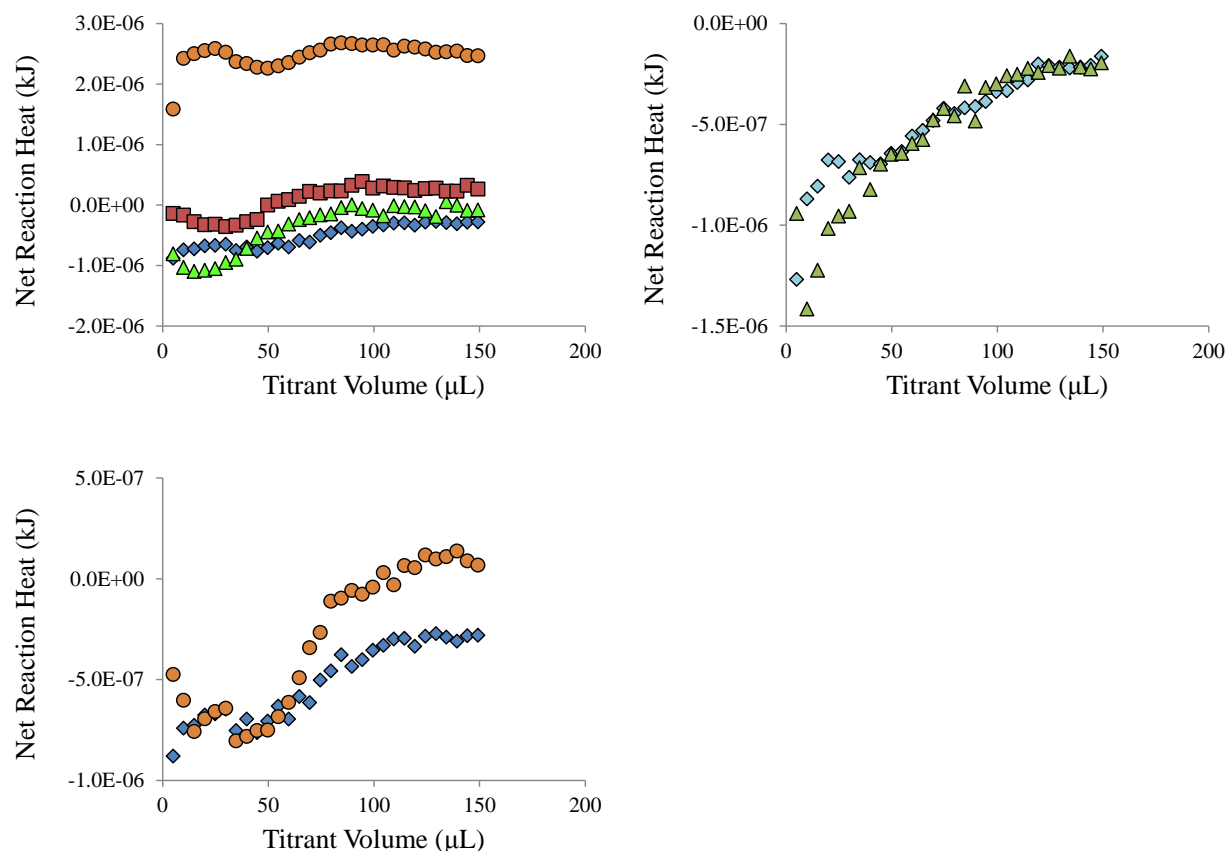 Net Reaction Heat (kJ)
3.0E-06
2.0E-06
1.0E-06
0.0E+00
-1.0E-06
-2.0E-06
0
50
100
150
200
Titrant Volume (μL)
Net Reaction Heat (kJ)
0.0E+00
-5.0E-07
-1.0E-06
-1.5E-06
0
50
100
150
200
Titrant Volume (μL)
Net Reaction Heat (kJ)
5.0E-07
0.0E+00
-5.0E-07
-1.0E-06
0
50
100
150
200
Titrant Volume (μL)